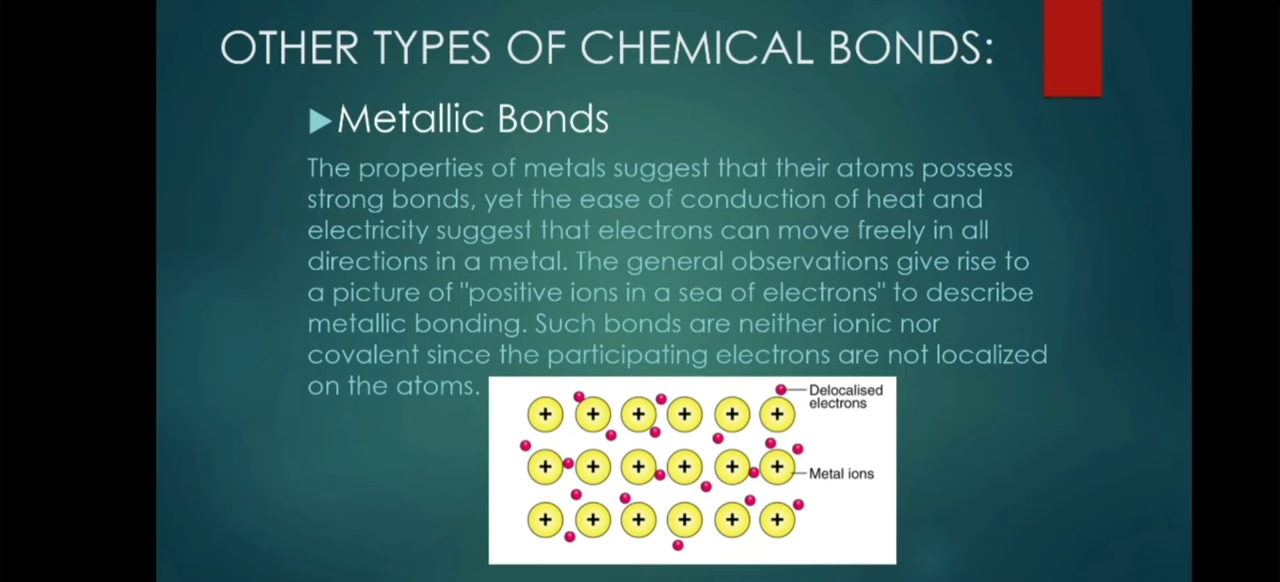 OTHER TYPES OF CHEMICAL BONDS:
Metallic Bonds
The properties of metals suggest that their atoms possess
strong bonds, yet the ease of conduction of heat and
electricity suggest that electrons can move freely in all
directions in a metal. The general observations give rise to
a picture of "positive ions in a sea of electrons" to describe
metallic bonding. Such bonds are neither ionic nor
covalent since the participating electrons are not localized
on the atoms.
Delocalised
electrons
+ + + + + +
+ + + + + +
Metal ions
+ + + + + +